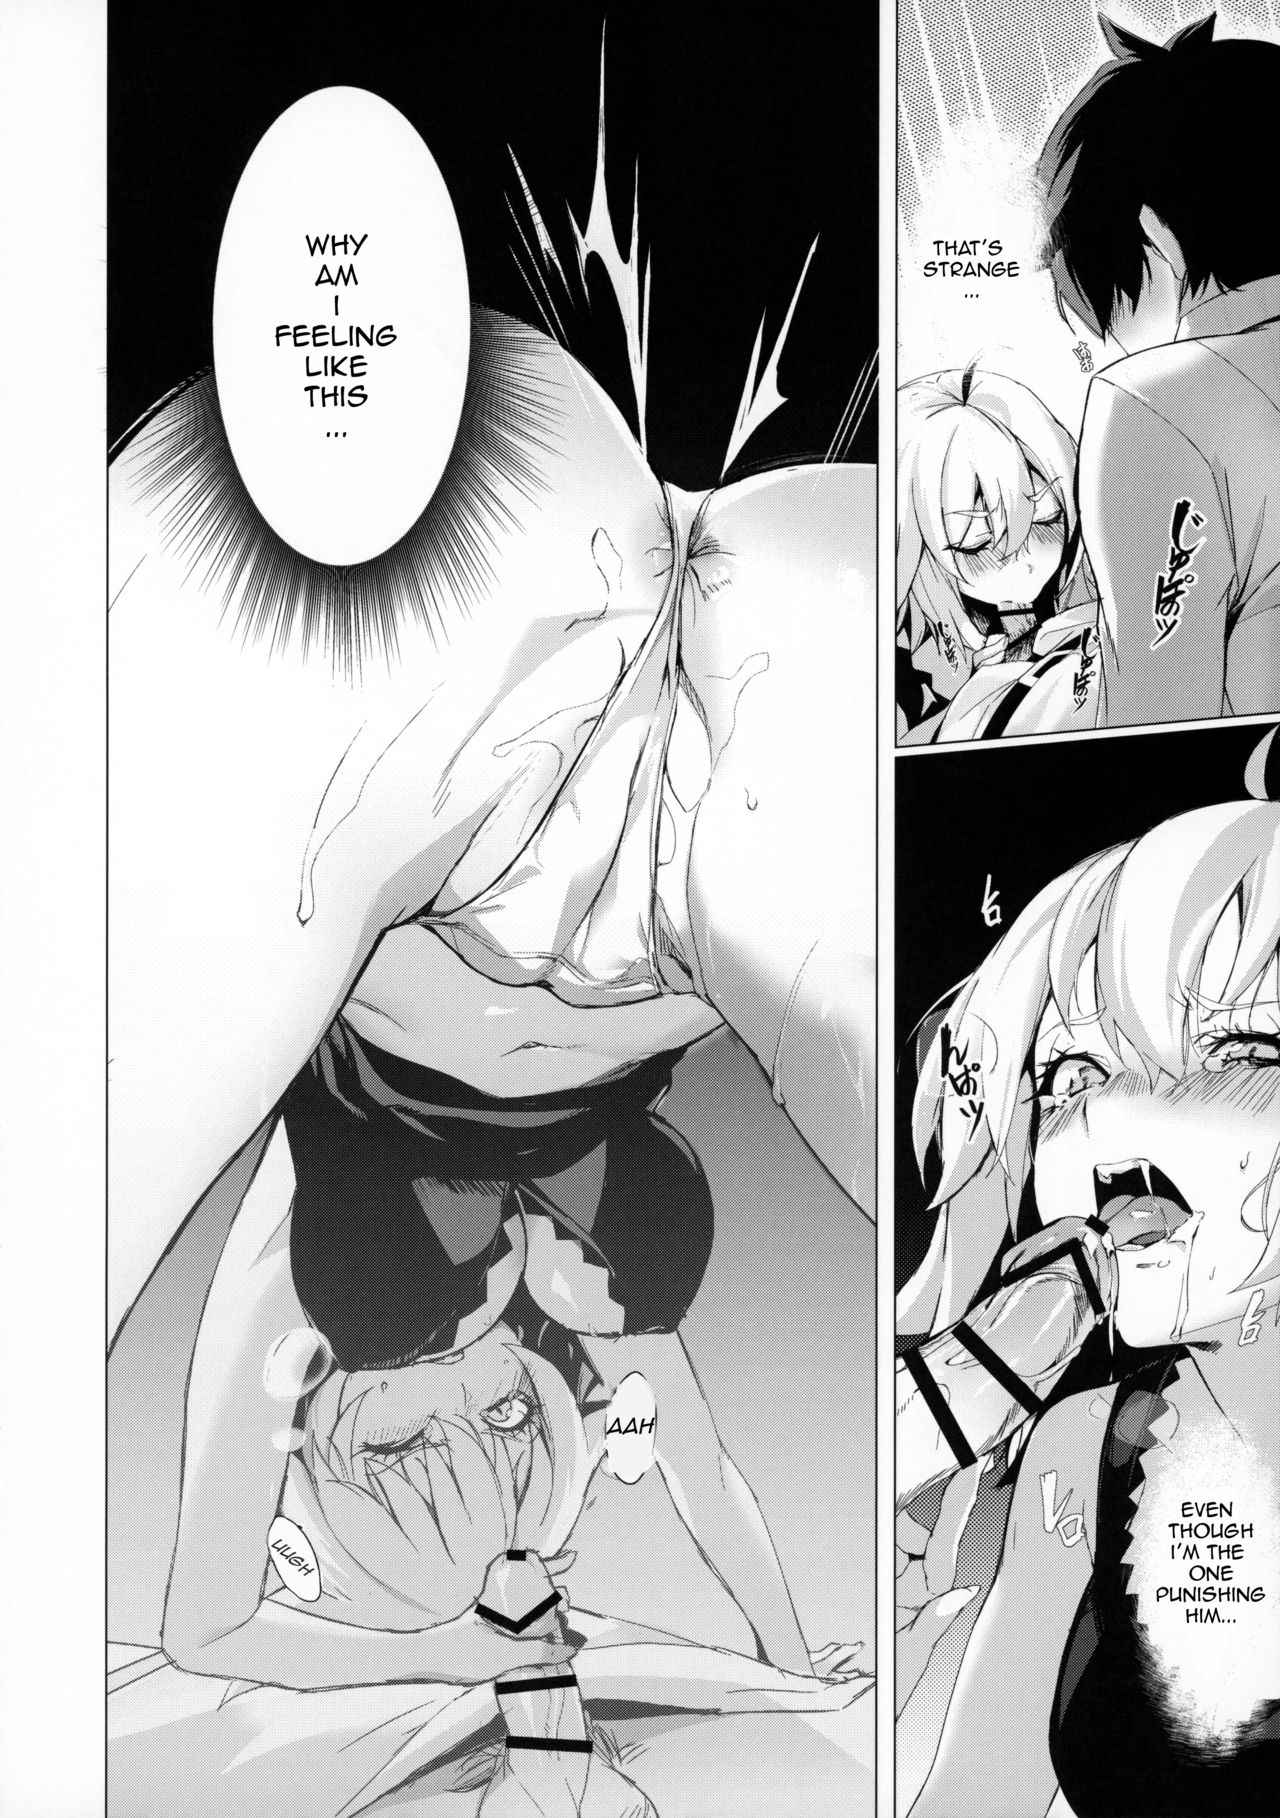 THAT'S
STRANGE
...
じゅぽッ
じゅぽッ
んぱッ
EVEN
THOUGH
I'M THE
ONE
PUNISHING
HIM...
WHY
AM
I
FEELING
LIKE
THIS
...
AAH
UUGH